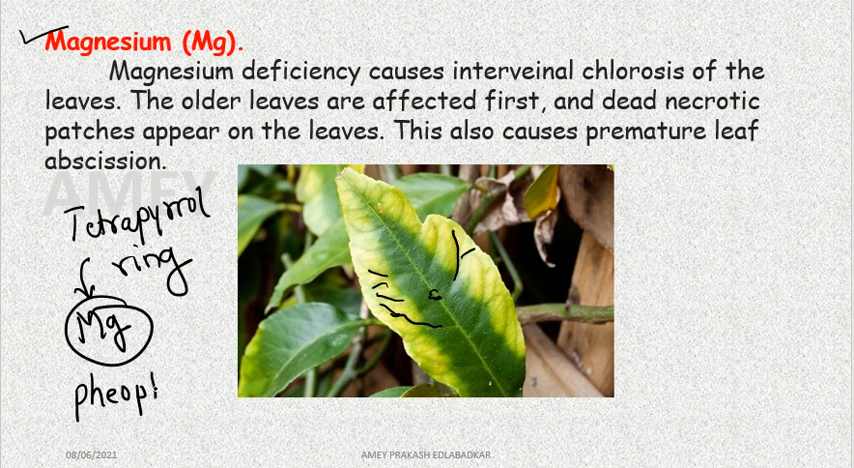 Magnesium (Mg).
Magnesium deficiency causes interveinal chlorosis of the
leaves. The older leaves are affected first, and dead necrotic
patches appear on the leaves. This also causes premature leaf
abscission.
AMEY
Tetrapyrrol
ring
Mg
pheop!
08/06/2021 AMEY PRAKASH EDLABADKAR